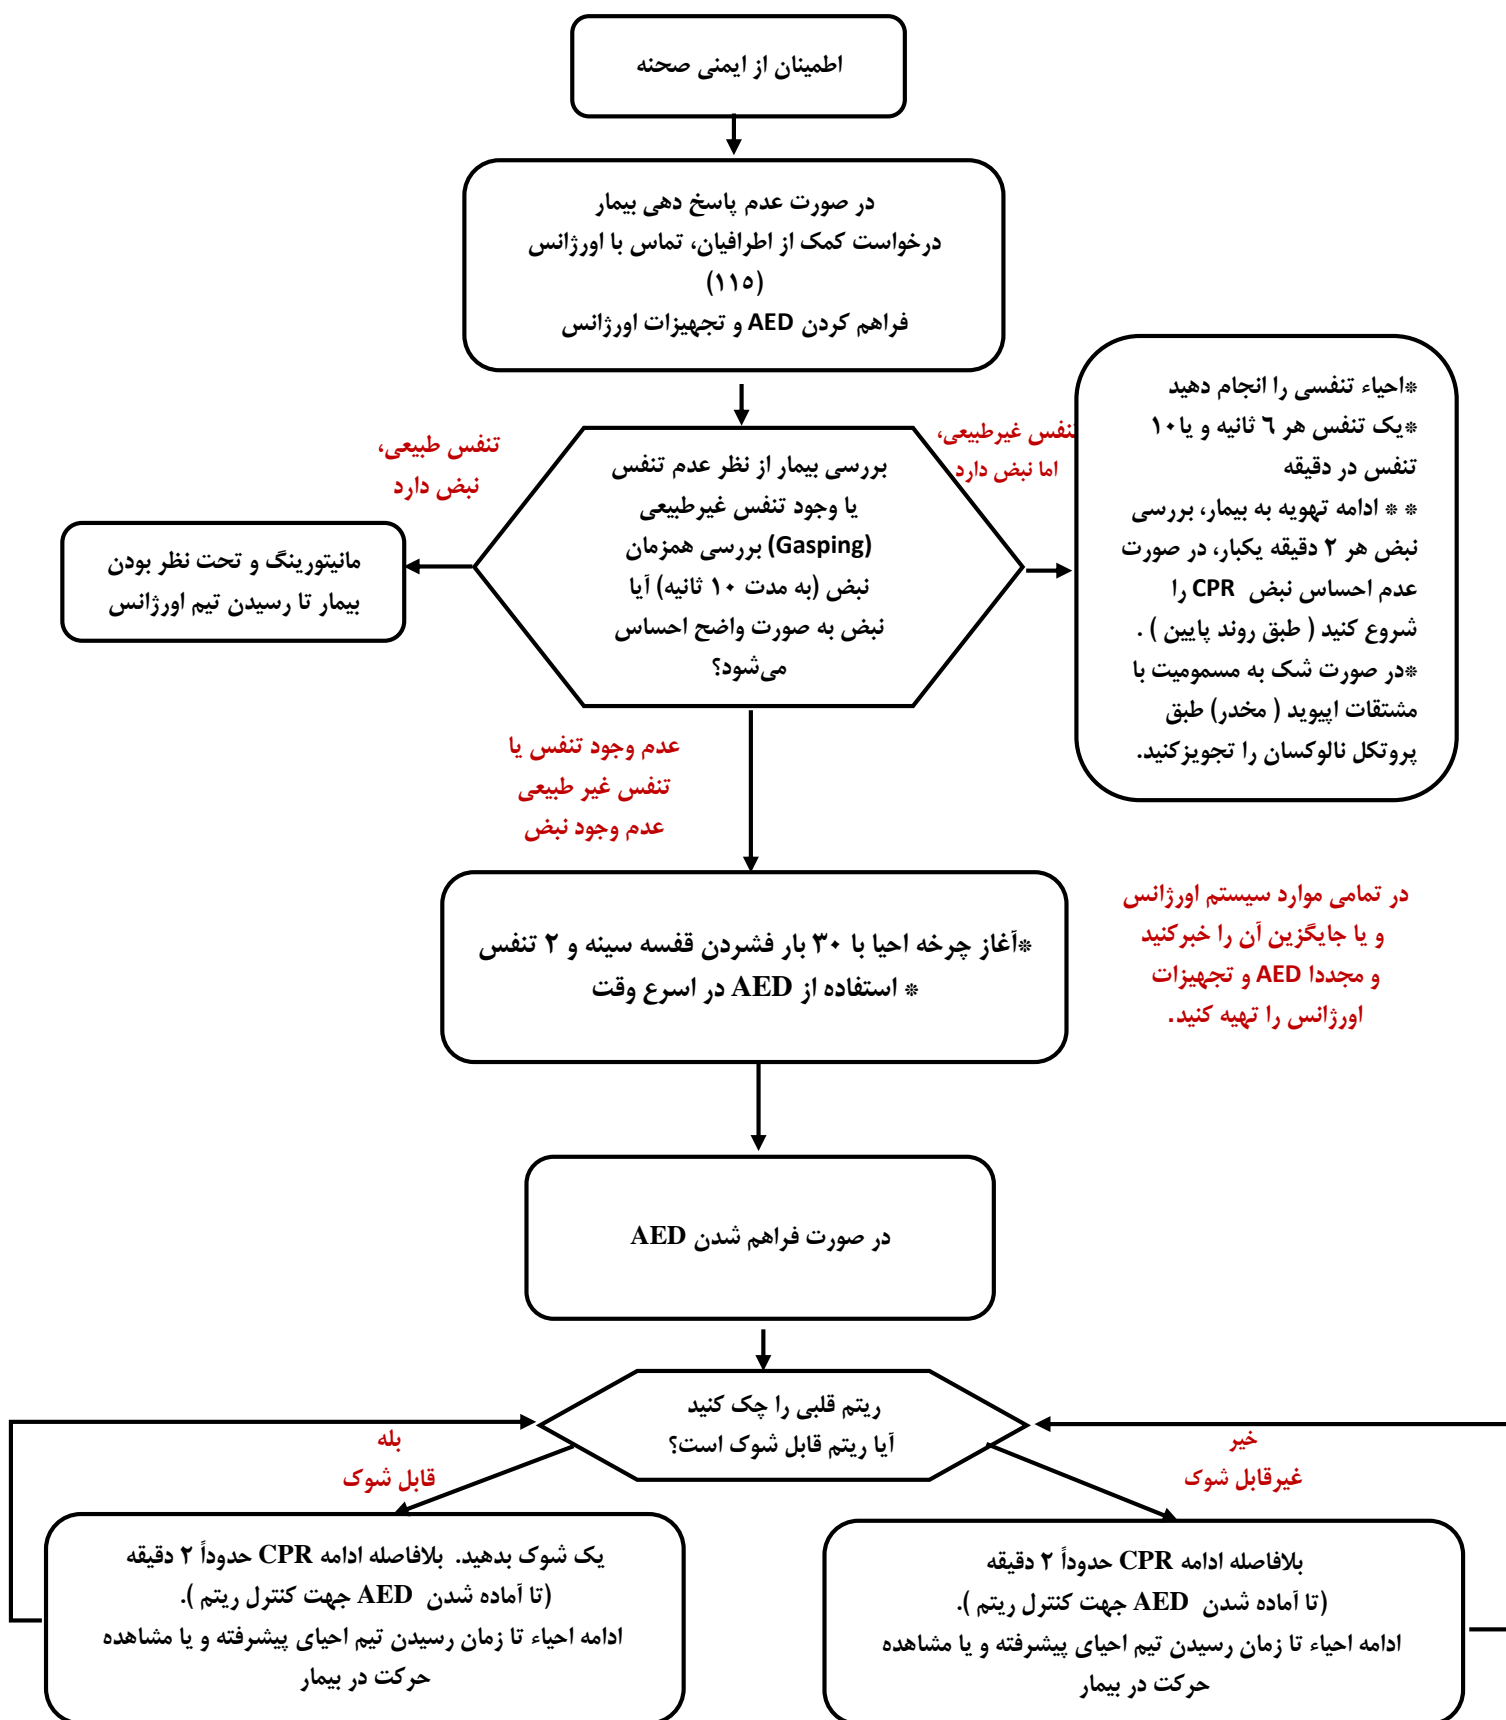 اطمینان از ایمنی صحنه
در صورت عدم پاسخ دهی بیمار
درخواست کمک از اطرافیان، تماس با اورژانس
(۱۱۵)
فراهم کردن AED و تجهیزات اورژانس
تنفس غیرطبیعی،
اما نبض دارد
*احیاء تنفسی را انجام دهید
*یک تنفس هر ۶ ثانیه و یا۱۰
تنفس در دقیقه
* * ادامه تهویه به بیمار، بررسی
نبض هر ۲ دقیقه یکبار، در صورت
عدم احساس نبض CPR را
شروع کنید ( طبق روند پایین ) .
*در صورت شک به مسمومیت با
مشتقات اپیوید ( مخدر) طبق
پروتکل نالوکسان را تجویزکنید.
بررسی بیمار از نظر عدم تنفس
یا وجود تنفس غیرطبیعی
(Gasping) بررسی همزمان
نبض (به مدت ۱۰ ثانیه) آیا
نبض به صورت واضح احساس
می‌شود؟
تنفس طبیعی،
نبض دارد
مانیتورینگ و تحت نظر بودن
بیمار تا رسیدن تیم اورژانس
عدم وجود تنفس یا
تنفس غیر طبیعی
عدم وجود نبض
در تمامی موارد سیستم اورژانس
و یا جایگزین آن را خبرکنید
و مجددا AED و تجهیزات
اورژانس را تهیه کنید.
*آغاز چرخه احیا با ۳۰ بار فشردن قفسه سینه و ۲ تنفس
* استفاده از AED در اسرع وقت
در صورت فراهم شدن AED
ریتم قلبی را چک کنید
آیا ریتم قابل شوک است؟
خیر
غیرقابل شوک
بله
قابل شوک
بلافاصله ادامه CPR حدوداً ۲ دقیقه
(تا آماده شدن AED جهت کنترل ریتم ).
ادامه احیاء تا زمان رسیدن تیم احیای پیشرفته و یا مشاهده
حرکت در بیمار
یک شوک بدهید. بلافاصله ادامه CPR حدوداً ۲ دقیقه
(تا آماده شدن AED جهت کنترل ریتم ).
ادامه احیاء تا زمان رسیدن تیم احیای پیشرفته و یا مشاهده
حرکت در بیمار